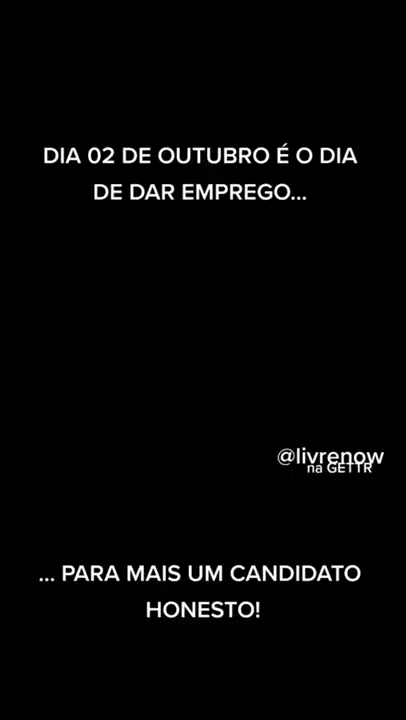 DIA 02 DE OUTUBRO É O DIA
DE DAR EMPREGO...
@livrenow
na GETTR
... PARA MAIS UM CANDIDATO
HONESTO!